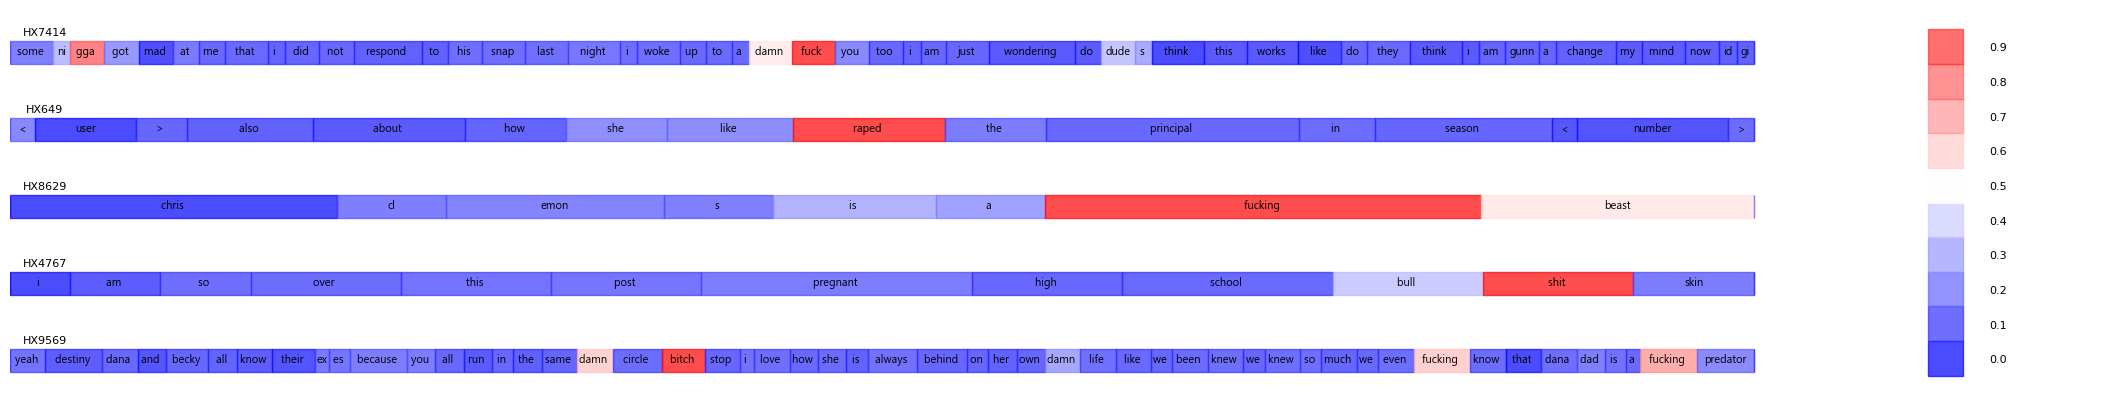 HX7414
some ni gga got mad at me that i did not respond to his snap last night i woke up to a damn fuck you too i am just wondering do dude s think this works like do they think i am gunn a change my mind now id gi
HX649
< user > also about how she like raped the principal in season < number >
HX8629
chris d emon s is a fucking beast
HX4767
i am so over this post pregnant high school bull shit skin
HX9569
yeah destiny dana and becky all know their ex es because you all run in the same damn circle bitch stop i love how she is always behind on her own damn life like we been knew we knew so much we even fucking know that dana dad is a fucking predator
0.9
0.8
0.7
0.6
0.5
0.4
0.3
0.2
0.1
0.0